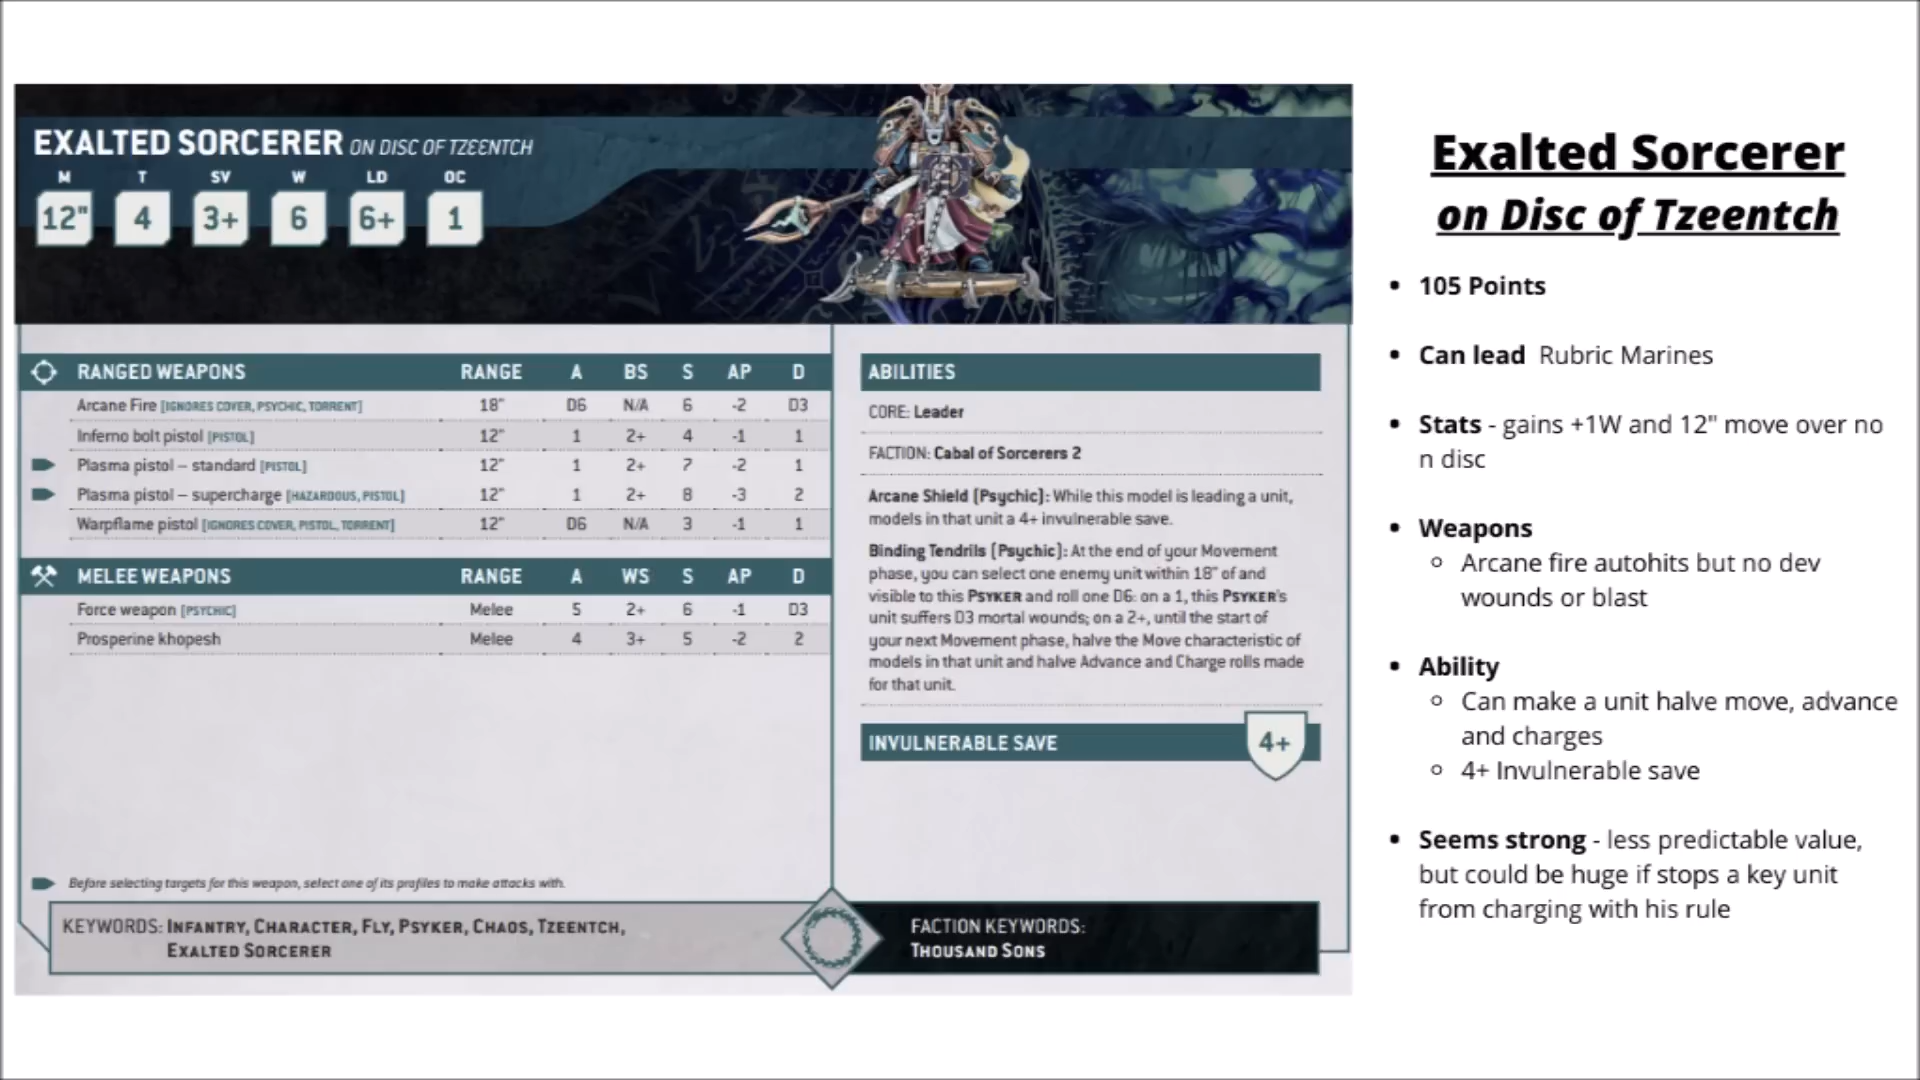 EXALTED SORCERER ON DISC OF TZEENTCH
M T SV W LD OC
12" 4 3+ 6 6+ 1
RANGED WEAPONS RANGE A BS S AP D
Arcane Fire [IGNORES COVER, PSYCHIC, TORRENT] 18" D6 N/A 6 -2 D3
Inferno bolt pistol [PISTOL] 12" 1 2+ 4 -1 1
Plasma pistol – standard [PISTOL] 12" 1 2+ 7 -2 1
Plasma pistol – supercharge [HAZARDOUS, PISTOL] 12" 1 2+ 8 -3 2
Warpflame pistol [IGNORES COVER, PISTOL, TORRENT] 12" D6 N/A 3 -1 1
MELEE WEAPONS RANGE A WS S AP D
Force weapon [PSYCHIC] Melee 5 2+ 6 -1 D3
Prosperine khopesh Melee 4 3+ 5 -2 2
Before selecting targets for this weapon, select one of its profiles to make attacks with.
KEYWORDS: INFANTRY, CHARACTER, FLY, PSYKER, CHAOS, TZEENTCH,
EXALTED SORCERER
ABILITIES
CORE: Leader
FACTION: Cabal of Sorcerers 2
Arcane Shield (Psychic): While this model is leading a unit,
models in that unit a 4+ invulnerable save.
Binding Tendrils (Psychic): At the end of your Movement
phase, you can select one enemy unit within 18" of and
visible to this PSYKER and roll one D6: on a 1, this PSYKER's
unit suffers D3 mortal wounds; on a 2+, until the start of
your next Movement phase, halve the Move characteristic of
models in that unit and halve Advance and Charge rolls made
for that unit.
INVULNERABLE SAVE 4+
FACTION KEYWORDS:
THOUSAND SONS
Exalted Sorcerer
on Disc of Tzeentch
• 105 Points
• Can lead Rubric Marines
• Stats - gains +1W and 12" move over no
n disc
• Weapons
◦ Arcane fire autohits but no dev
wounds or blast
• Ability
◦ Can make a unit halve move, advance
and charges
◦ 4+ Invulnerable save
• Seems strong - less predictable value,
but could be huge if stops a key unit
from charging with his rule